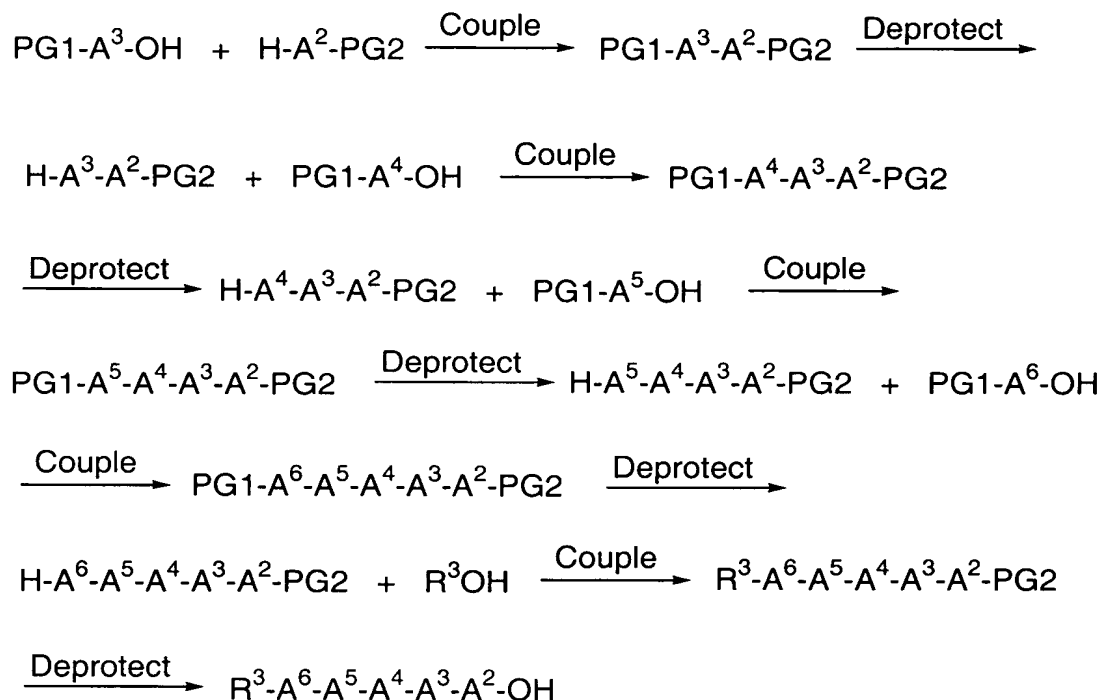 PG1-A³-OH + H-A²-PG2 Couple PG1-A³-A²-PG2 Deprotect
H-A³-A²-PG2 + PG1-A⁴-OH Couple PG1-A⁴-A³-A²-PG2
Deprotect H-A⁴-A³-A²-PG2 + PG1-A⁵-OH Couple
PG1-A⁵-A⁴-A³-A²-PG2 Deprotect H-A⁵-A⁴-A³-A²-PG2 + PG1-A⁶-OH
Couple PG1-A⁶-A⁵-A⁴-A³-A²-PG2 Deprotect
H-A⁶-A⁵-A⁴-A³-A²-PG2 + R³OH Couple R³-A⁶-A⁵-A⁴-A³-A²-PG2
Deprotect R³-A⁶-A⁵-A⁴-A³-A²-OH